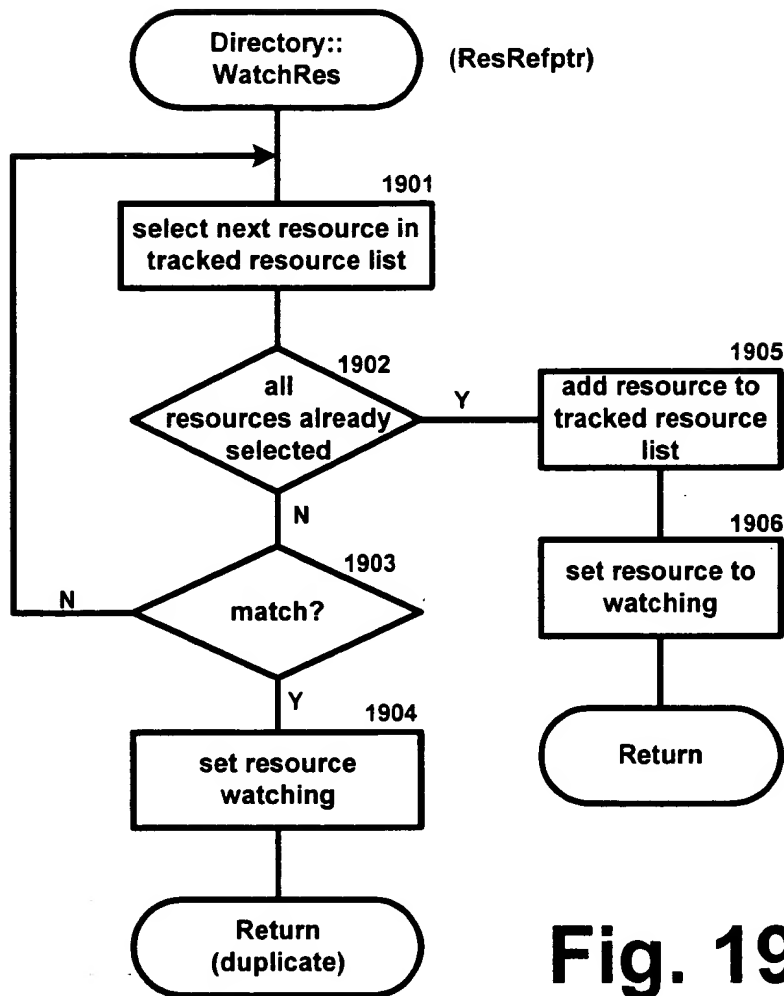 Directory::
WatchRes
(ResRefptr)
1901
select next resource in
tracked resource list
1902
all
resources already
selected
Y
N
1905
add resource to
tracked resource
list
1906
set resource to
watching
Return
1903
match?
N
Y
1904
set resource
watching
Return
(duplicate)
Fig. 19